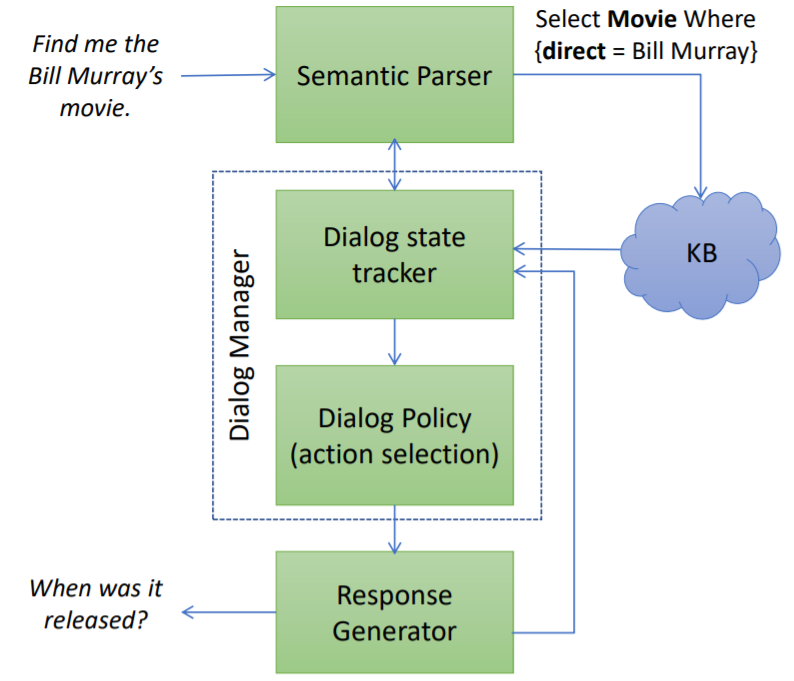 Find me the
Bill Murray's
movie.
Semantic Parser
Select Movie Where
{direct = Bill Murray}
Dialog Manager
Dialog state
tracker
KB
Dialog Policy
(action selection)
When was it
released?
Response
Generator